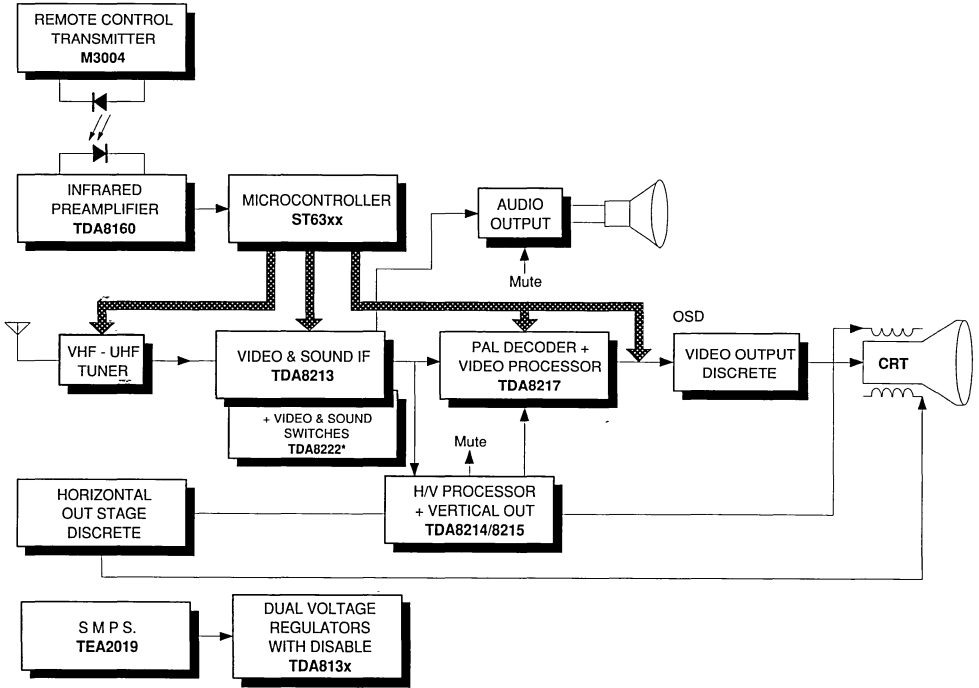 REMOTE CONTROL
TRANSMITTER
M3004
INFRARED
PREAMPLIFIER
TDA8160
MICROCONTROLLER
ST63xx
AUDIO
OUTPUT
Mute
OSD
VHF - UHF
TUNER
VIDEO & SOUND IF
TDA8213
PAL DECODER +
VIDEO PROCESSOR
TDA8217
VIDEO OUTPUT
DISCRETE
CRT
+ VIDEO & SOUND
SWITCHES
TDA8222*
Mute
HORIZONTAL
OUT STAGE
DISCRETE
H/V PROCESSOR
+ VERTICAL OUT
TDA8214/8215
S M P S.
TEA2019
DUAL VOLTAGE
REGULATORS
WITH DISABLE
TDA813x